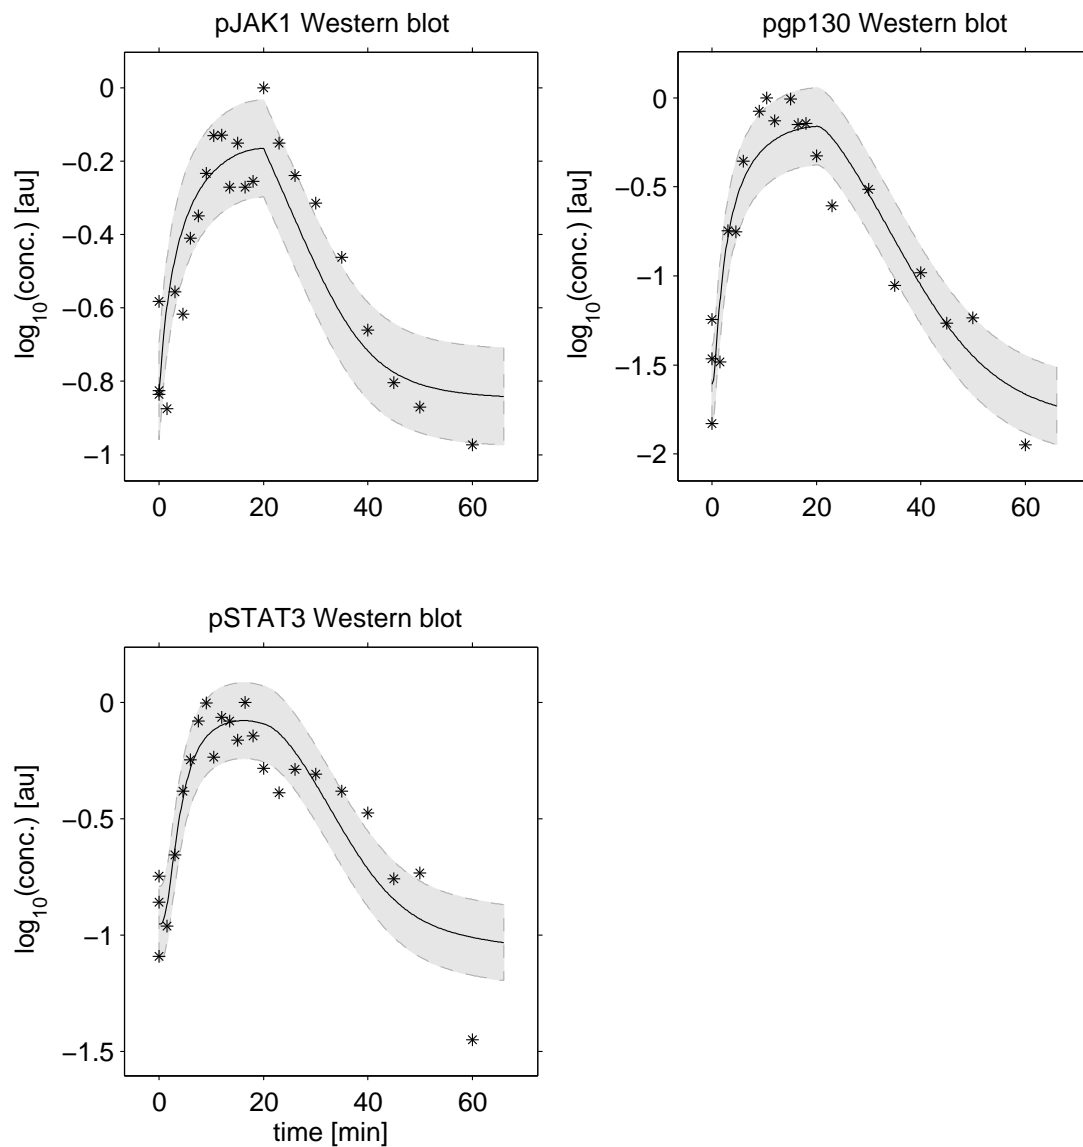 pJAK1 Western blot
log10(conc.) [au]
0
−0.2
−0.4
−0.6
−0.8
−1
0 20 40 60
pgp130 Western blot
log10(conc.) [au]
0
−0.5
−1
−1.5
−2
0 20 40 60
pSTAT3 Western blot
log10(conc.) [au]
0
−0.5
−1
−1.5
0 20 40 60
time [min]